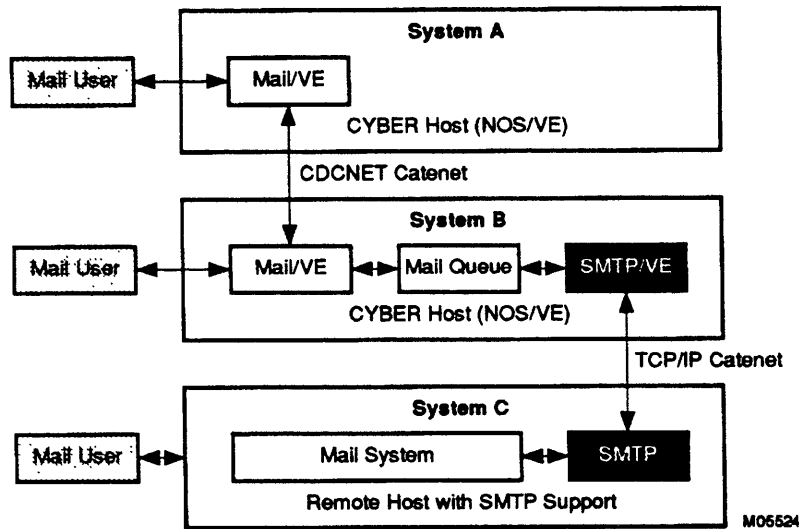 System A
Mail User
Mail/VE
CYBER Host (NOS/VE)
CDCNET Catenet
System B
Mail User
Mail/VE
Mail Queue
SMTP/VE
CYBER Host (NOS/VE)
TCP/IP Catenet
System C
Mail User
Mail System
SMTP
Remote Host with SMTP Support
M05524